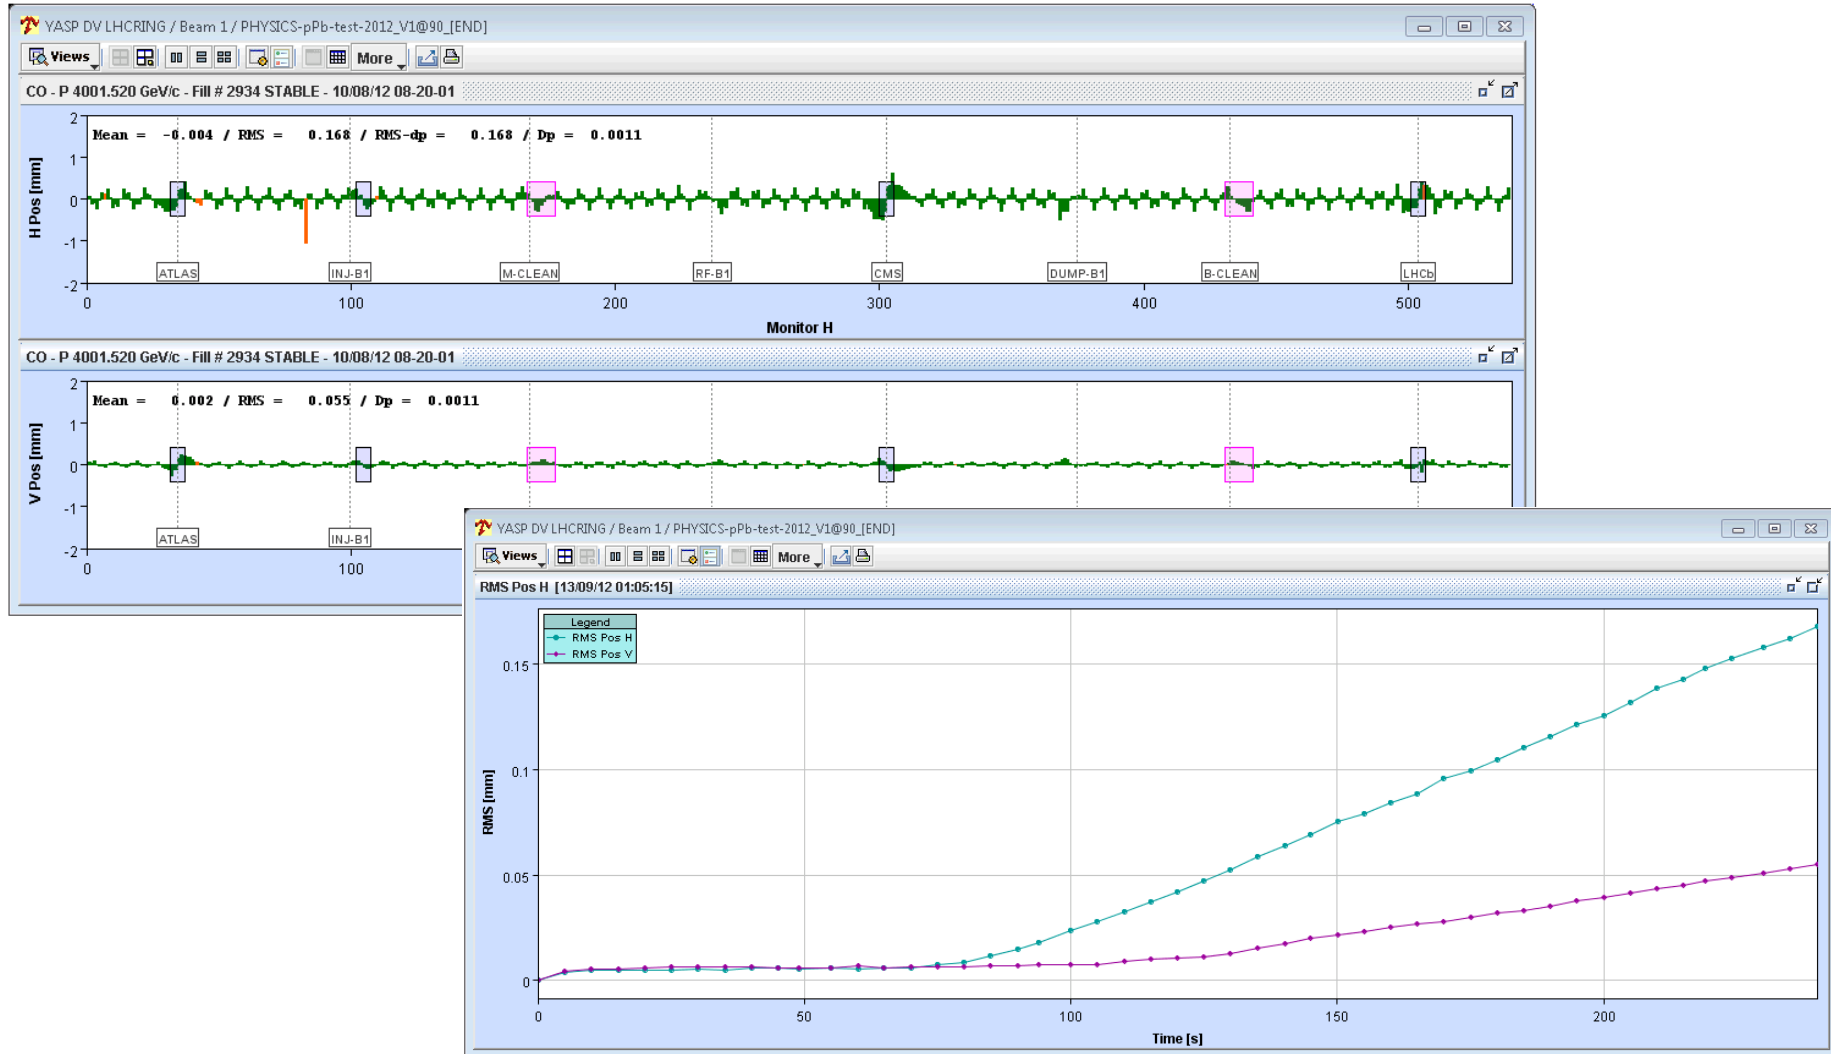 YASP DV LHCRING / Beam 1 / PHYSICS-pPb-test-2012_V1@90_[END]
Views More
CO - P 4001.520 GeV/c - Fill # 2934 STABLE - 10/08/12 08-20-01
Mean = -0.004 / RMS = 0.168 / RMS-dp = 0.168 / Dp = 0.0011
H Pos [mm]
2
1
0
-1
-2
ATLAS INJ-B1 M-CLEAN RF-B1 CMS DUMP-B1 B-CLEAN LHCb
0 100 200 300 400 500
Monitor H
CO - P 4001.520 GeV/c - Fill # 2934 STABLE - 10/08/12 08-20-01
Mean = 0.002 / RMS = 0.055 / Dp = 0.0011
V Pos [mm]
2
1
0
-1
-2
ATLAS INJ-B1
0 100
YASP DV LHCRING / Beam 1 / PHYSICS-pPb-test-2012_V1@90_[END]
Views More
RMS Pos H [13/09/12 01:05:15]
Legend
RMS Pos H
RMS Pos V
RMS [mm]
0.15
0.1
0.05
0
0 50 100 150 200
Time [s]